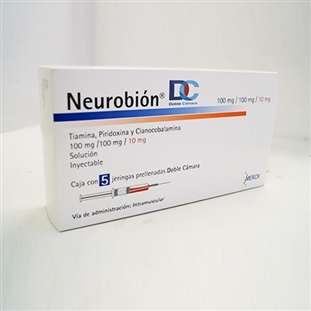 Neurobión®
DC
Doble Cámara
100 mg / 100 mg / 10 mg
Tiamina, Piridoxina y Cianocobalamina
100 mg /100 mg / 10 mg
Solución
Inyectable
Caja con 5 jeringas prellenadas Doble Cámara
Vía de administración: Intramuscular
MERCK